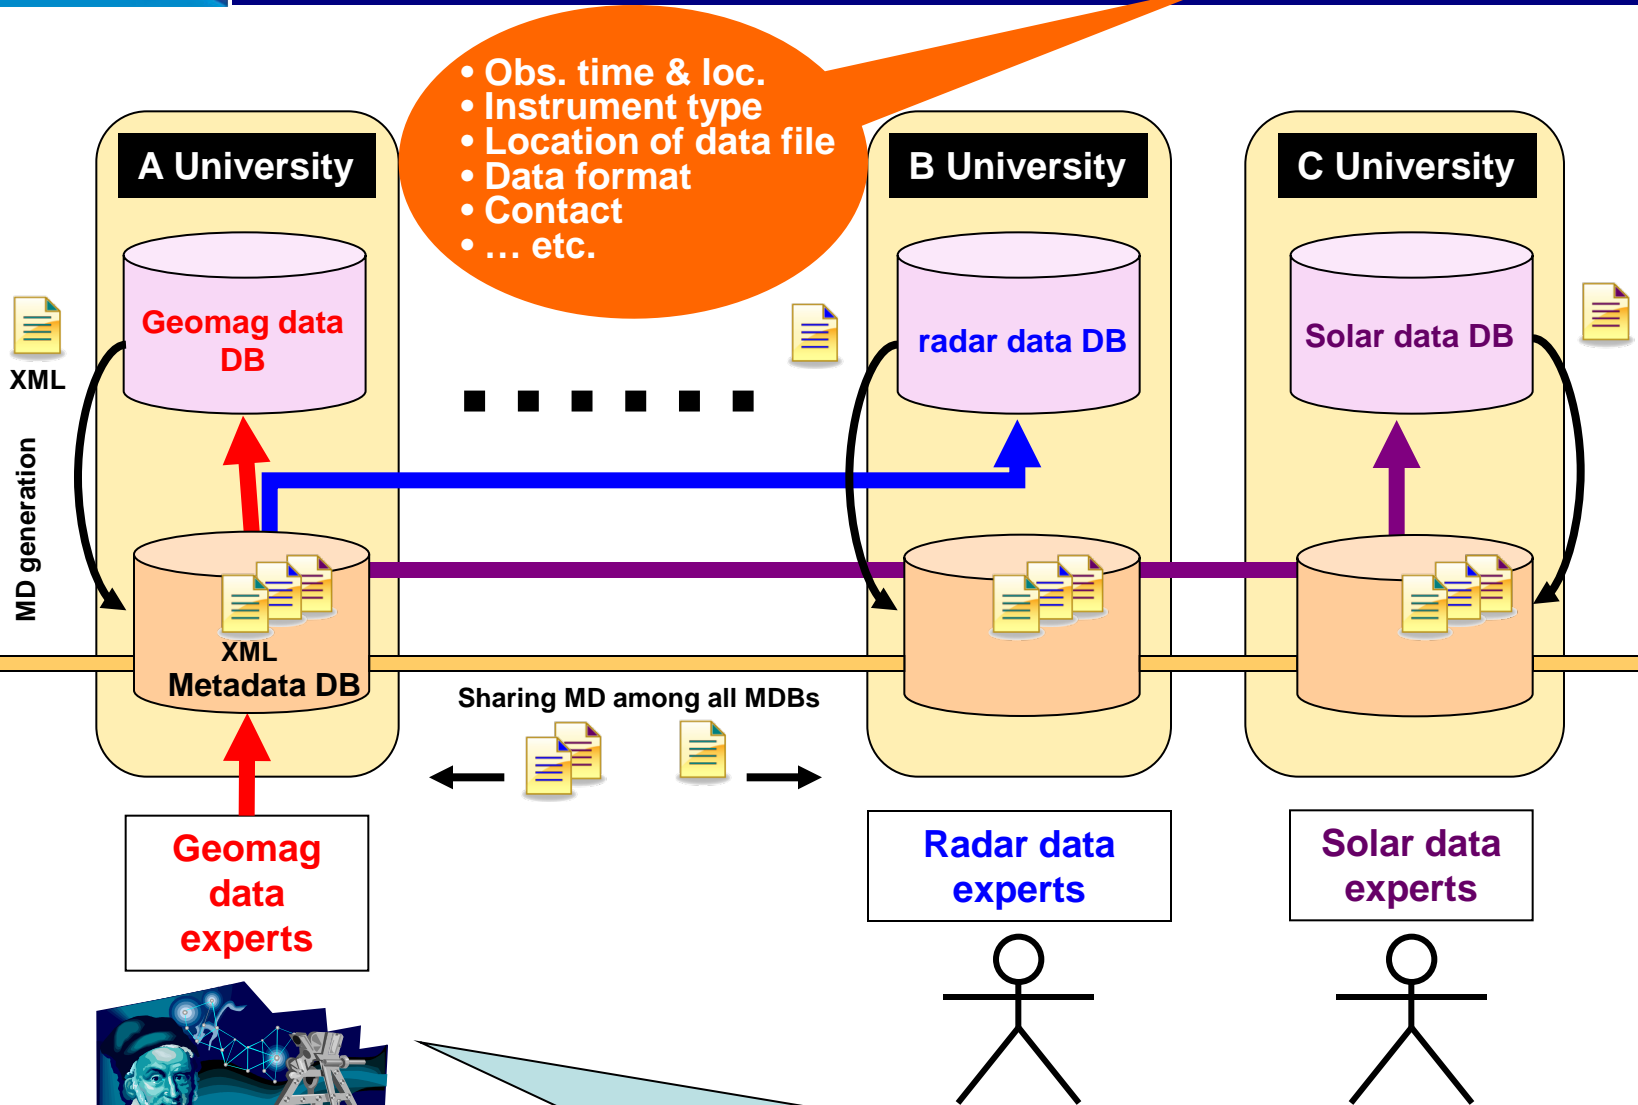 • Obs. time & loc.
• Instrument type
• Location of data file
• Data format
• Contact
• … etc.
A University
B University
C University
Geomag data
DB
radar data DB
Solar data DB
XML
MD generation
XML
Metadata DB
Sharing MD among all MDBs
Geomag
data
experts
Radar data
experts
Solar data
experts